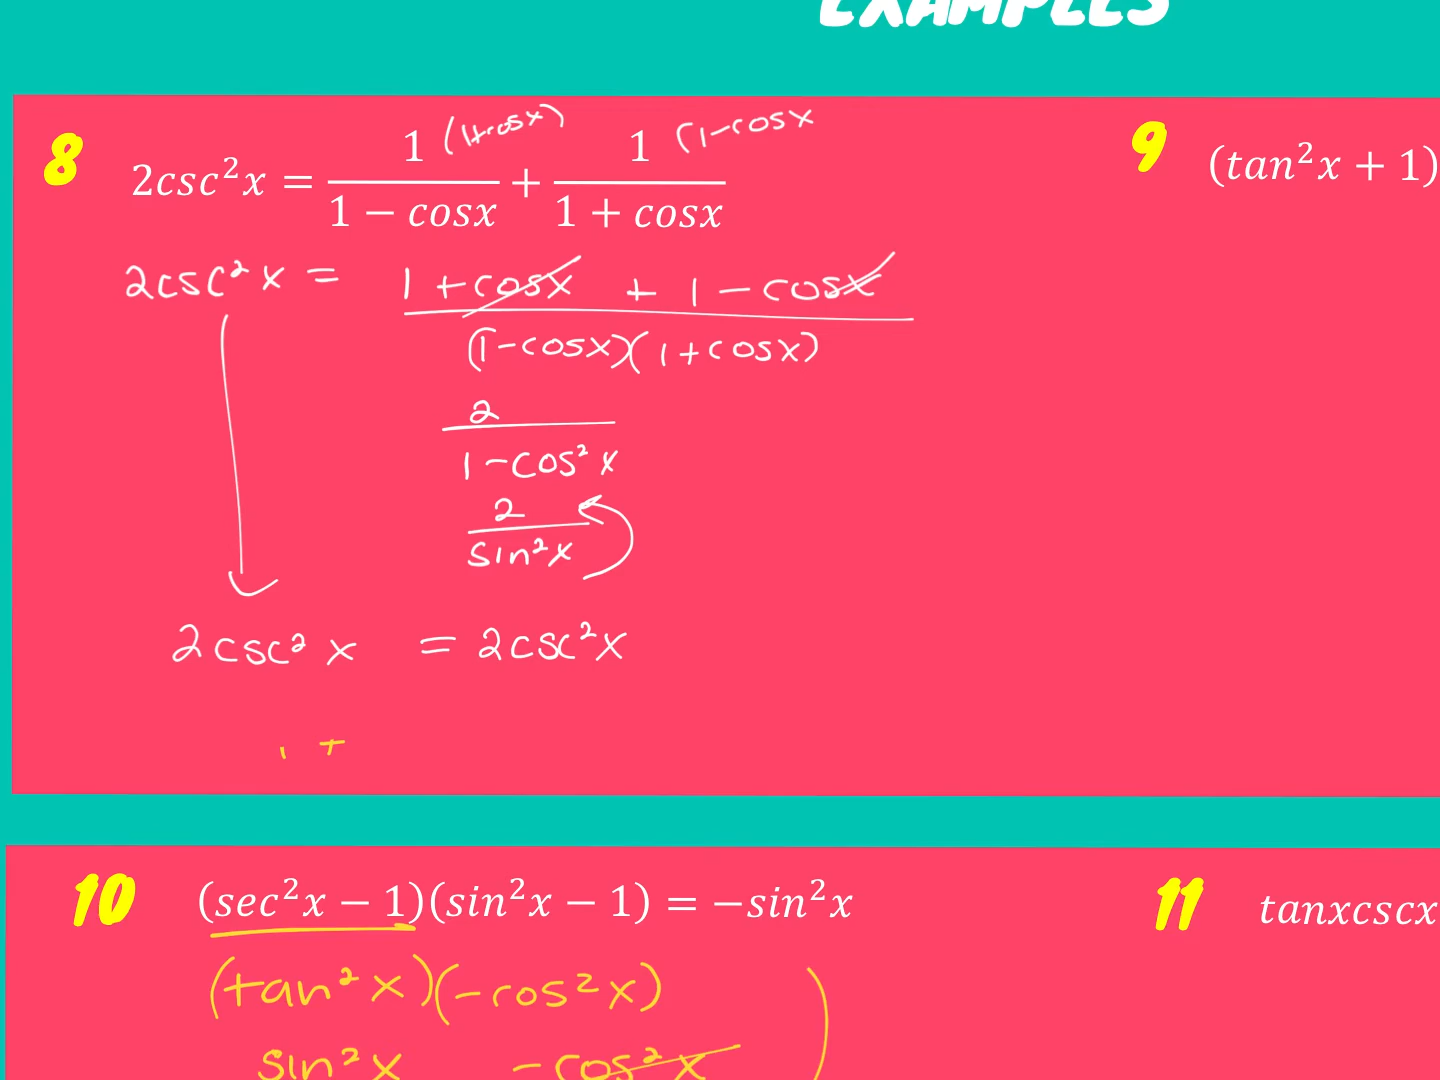 EXAMPLES
8
2csc²x = 1/(1 − cosx) + 1/(1 + cosx)
(1+cosx) (1-cosx
2csc²x = (1 + cosx + 1 - cosx)/((1-cosx)(1+cosx))
2/(1-cos²x)
2/sin²x
2csc²x = 2csc²x
9
(tan²x + 1)
10
(sec²x − 1)(sin²x − 1) = −sin²x
(tan²x)(-cos²x)
sin²x -cos²x
11
tanxcscx